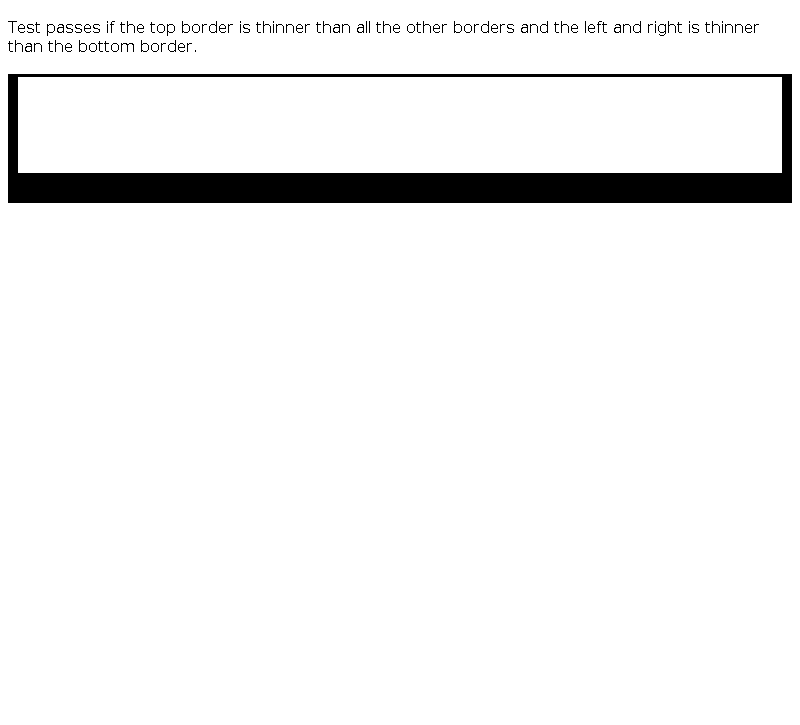 Test passes if the top border is thinner than all the other borders and the left and right is thinner
than the bottom border.